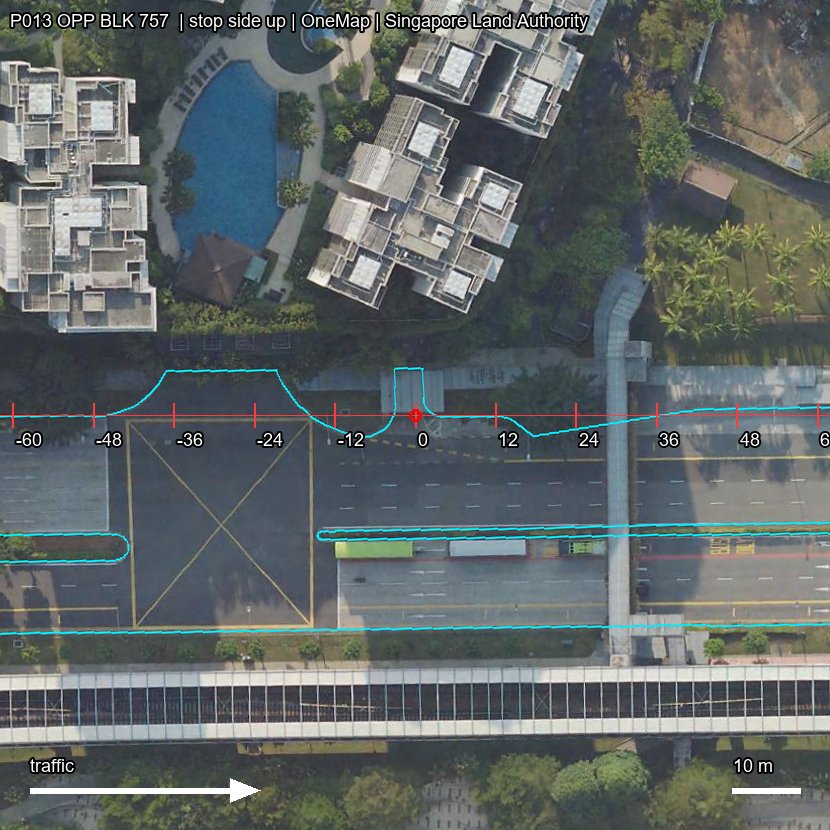 P013 OPP BLK 757 | stop side up | OneMap | Singapore Land Authority
-60 -48 -36 -24 -12 0 12 24 36 48 6
traffic
10 m